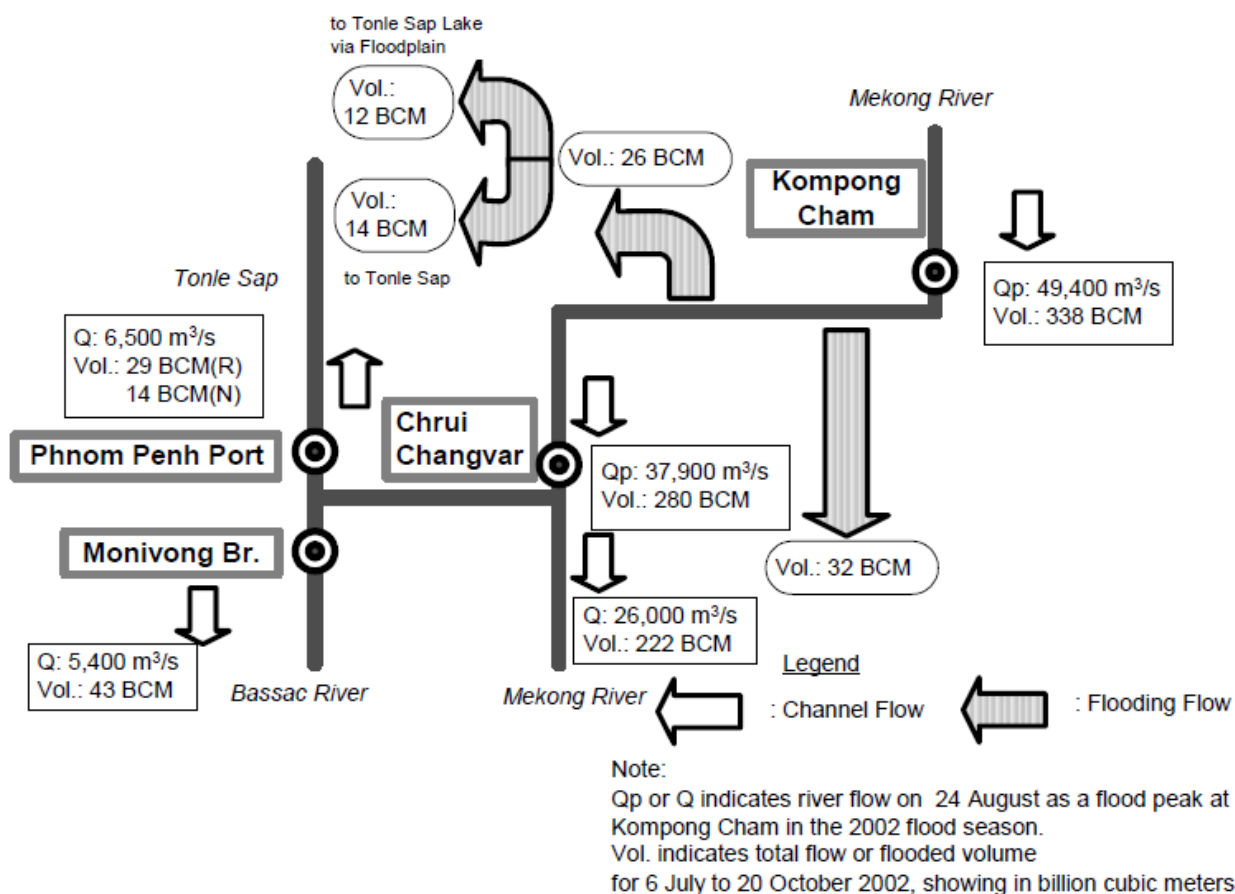 to Tonle Sap Lake
via Floodplain
Vol.:
12 BCM
Mekong River
Vol.: 26 BCM
Kompong
Cham
Vol.:
14 BCM
to Tonle Sap
Tonle Sap
Qp: 49,400 m³/s
Vol.: 338 BCM
Q: 6,500 m³/s
Vol.: 29 BCM(R)
14 BCM(N)
Chrui
Changvar
Phnom Penh Port
Qp: 37,900 m³/s
Vol.: 280 BCM
Monivong Br.
Vol.: 32 BCM
Q: 26,000 m³/s
Vol.: 222 BCM
Q: 5,400 m³/s
Vol.: 43 BCM
Bassac River
Mekong River
Legend
: Channel Flow
: Flooding Flow
Note:
Qp or Q indicates river flow on 24 August as a flood peak at
Kompong Cham in the 2002 flood season.
Vol. indicates total flow or flooded volume
for 6 July to 20 October 2002, showing in billion cubic meters